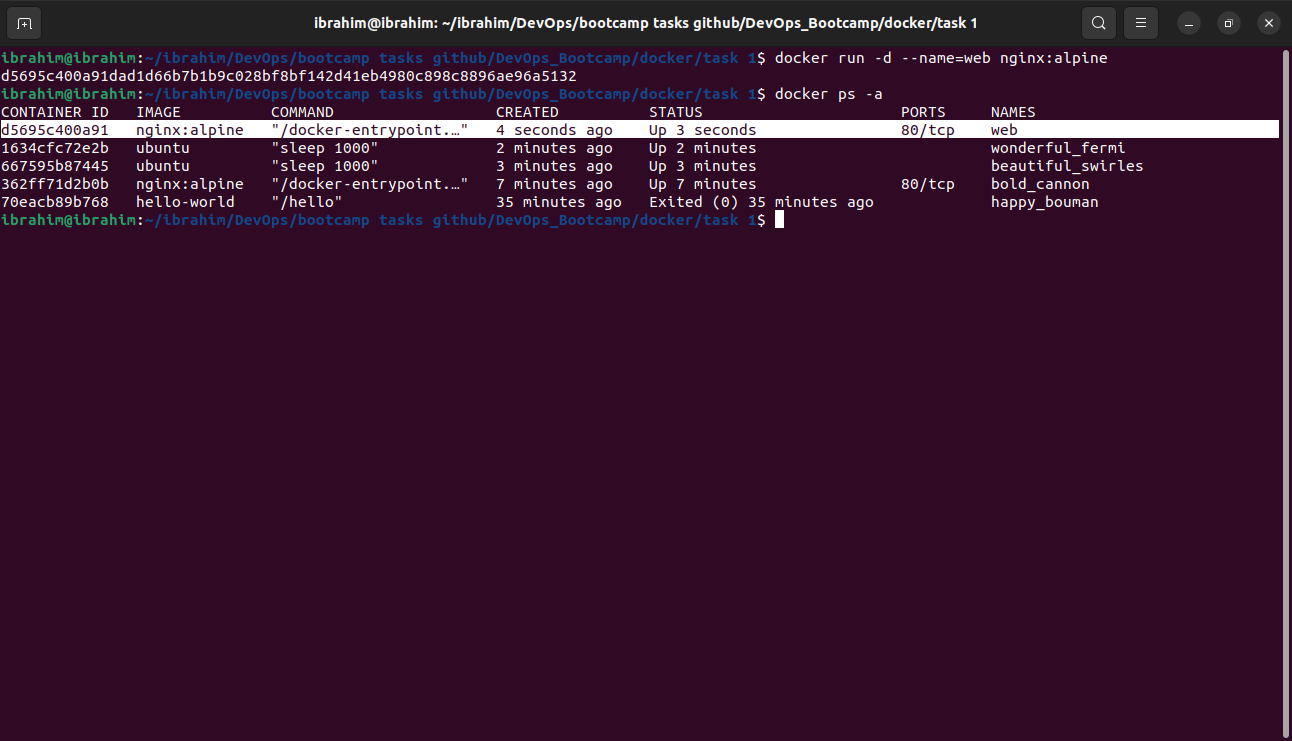 ibrahim@ibrahim: ~/ibrahim/DevOps/bootcamp tasks github/DevOps_Bootcamp/docker/task 1
ibrahim@ibrahim:~/ibrahim/DevOps/bootcamp tasks github/DevOps_Bootcamp/docker/task 1$ docker run -d --name=web nginx:alpine
d5695c400a91dad1d66b7b1b9c028bf8bf142d41eb4980c898c8896ae96a5132
ibrahim@ibrahim:~/ibrahim/DevOps/bootcamp tasks github/DevOps_Bootcamp/docker/task 1$ docker ps -a
CONTAINER ID   IMAGE          COMMAND                  CREATED          STATUS                      PORTS     NAMES
d5695c400a91   nginx:alpine   "/docker-entrypoint.…"   4 seconds ago    Up 3 seconds                80/tcp    web
1634cfc72e2b   ubuntu         "sleep 1000"             2 minutes ago    Up 2 minutes                          wonderful_fermi
667595b87445   ubuntu         "sleep 1000"             3 minutes ago    Up 3 minutes                          beautiful_swirles
362ff71d2b0b   nginx:alpine   "/docker-entrypoint.…"   7 minutes ago    Up 7 minutes                80/tcp    bold_cannon
70eacb89b768   hello-world    "/hello"                 35 minutes ago   Exited (0) 35 minutes ago             happy_bouman
ibrahim@ibrahim:~/ibrahim/DevOps/bootcamp tasks github/DevOps_Bootcamp/docker/task 1$